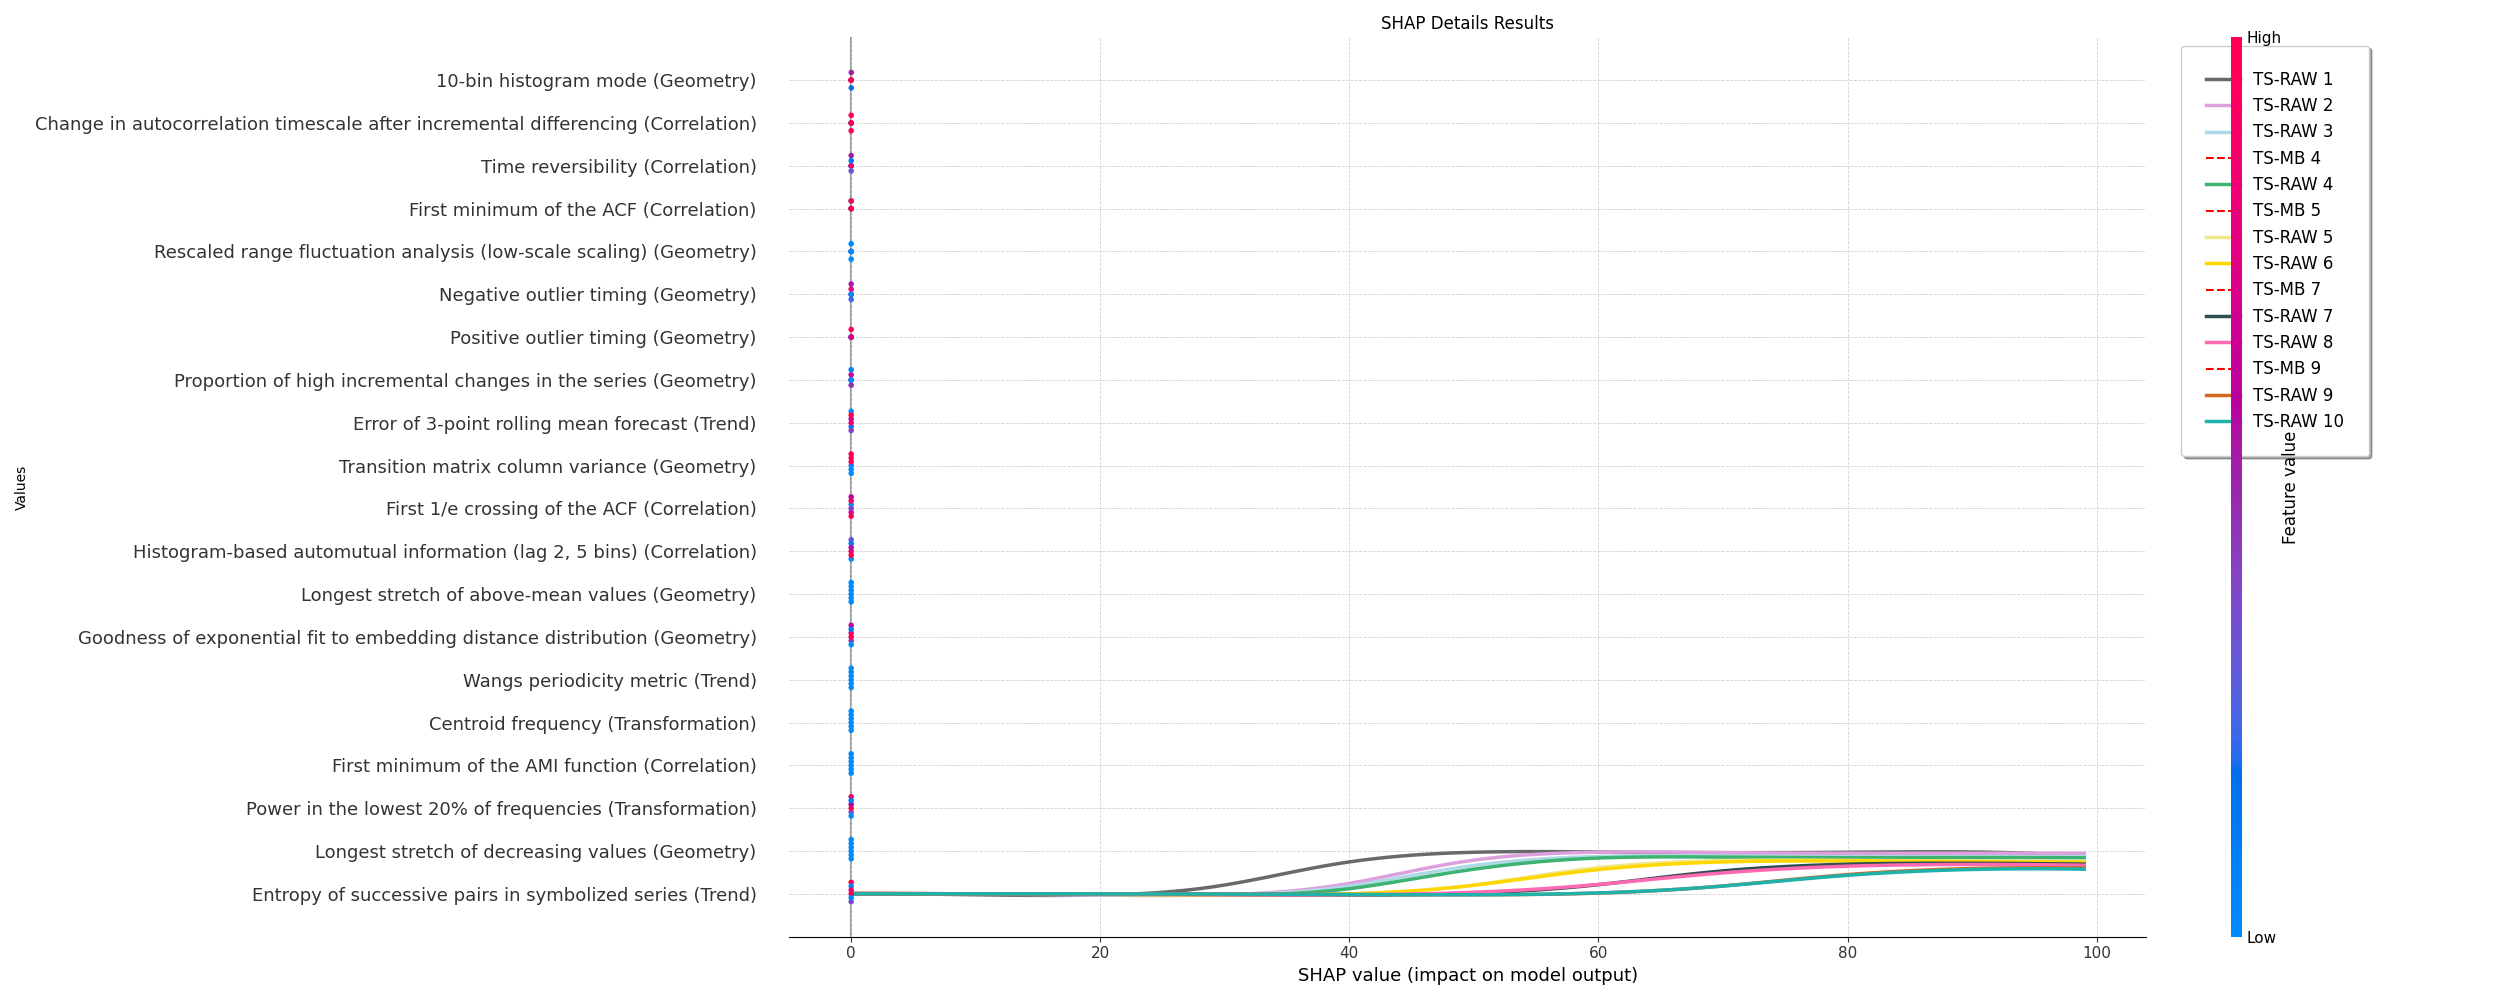 SHAP Details Results
10-bin histogram mode (Geometry)
Change in autocorrelation timescale after incremental differencing (Correlation)
Time reversibility (Correlation)
First minimum of the ACF (Correlation)
Rescaled range fluctuation analysis (low-scale scaling) (Geometry)
Negative outlier timing (Geometry)
Positive outlier timing (Geometry)
Proportion of high incremental changes in the series (Geometry)
Error of 3-point rolling mean forecast (Trend)
Transition matrix column variance (Geometry)
First 1/e crossing of the ACF (Correlation)
Histogram-based automutual information (lag 2, 5 bins) (Correlation)
Longest stretch of above-mean values (Geometry)
Goodness of exponential fit to embedding distance distribution (Geometry)
Wangs periodicity metric (Trend)
Centroid frequency (Transformation)
First minimum of the AMI function (Correlation)
Power in the lowest 20% of frequencies (Transformation)
Longest stretch of decreasing values (Geometry)
Entropy of successive pairs in symbolized series (Trend)
Values
0 20 40 60 80 100
SHAP value (impact on model output)
High
TS-RAW 1
TS-RAW 2
TS-RAW 3
TS-MB 4
TS-RAW 4
TS-MB 5
TS-RAW 5
TS-RAW 6
TS-MB 7
TS-RAW 7
TS-RAW 8
TS-MB 9
TS-RAW 9
TS-RAW 10
Feature value
Low